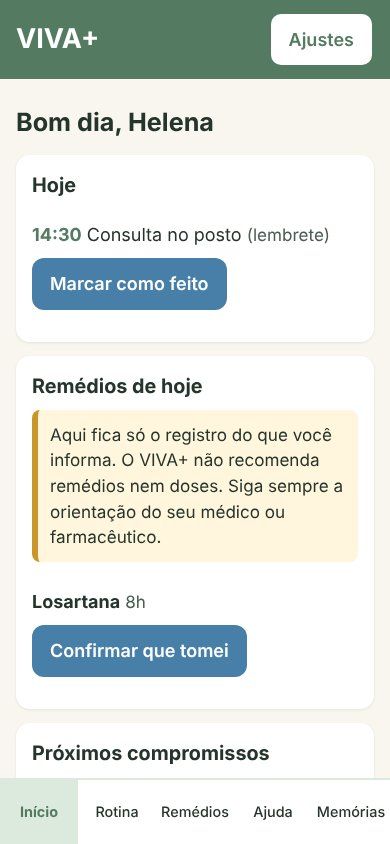 VIVA+
Ajustes
Bom dia, Helena
Hoje
14:30 Consulta no posto (lembrete)
Marcar como feito
Remédios de hoje
Aqui fica só o registro do que você
informa. O VIVA+ não recomenda
remédios nem doses. Siga sempre a
orientação do seu médico ou
farmacêutico.
Losartana 8h
Confirmar que tomei
Próximos compromissos
Início Rotina Remédios Ajuda Memórias